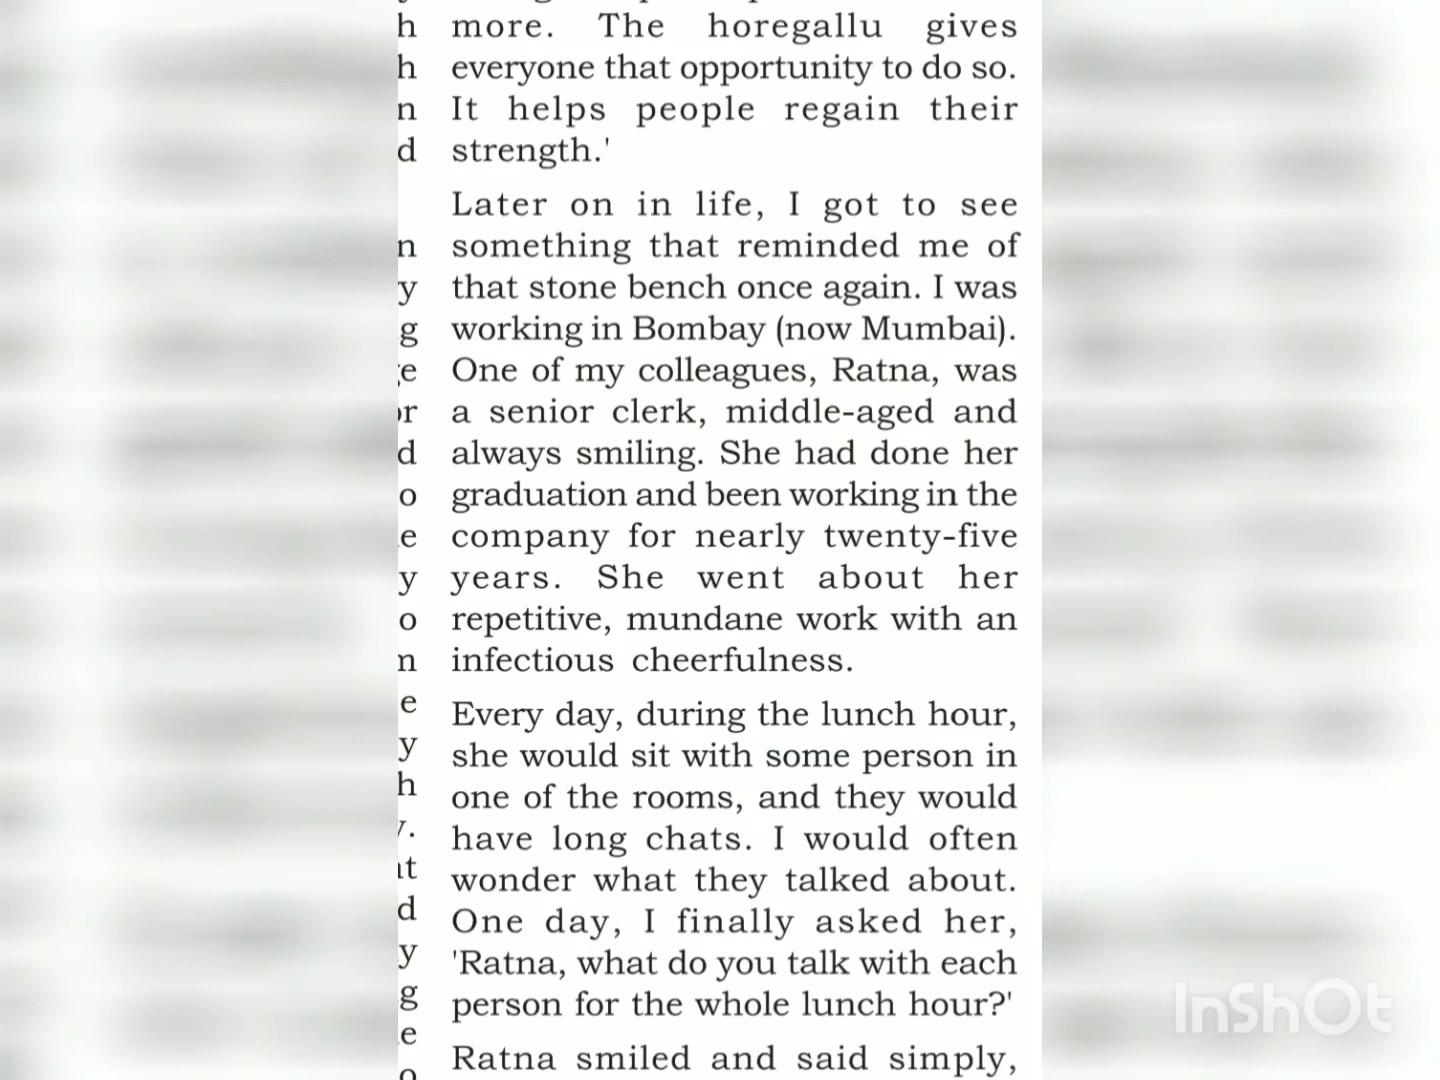 more. The horegallu gives
everyone that opportunity to do so.
It helps people regain their
strength.'
Later on in life, I got to see
something that reminded me of
that stone bench once again. I was
working in Bombay (now Mumbai).
One of my colleagues, Ratna, was
a senior clerk, middle-aged and
always smiling. She had done her
graduation and been working in the
company for nearly twenty-five
years. She went about her
repetitive, mundane work with an
infectious cheerfulness.
Every day, during the lunch hour,
she would sit with some person in
one of the rooms, and they would
have long chats. I would often
wonder what they talked about.
One day, I finally asked her,
'Ratna, what do you talk with each
person for the whole lunch hour?'
Ratna smiled and said simply,
InShOt